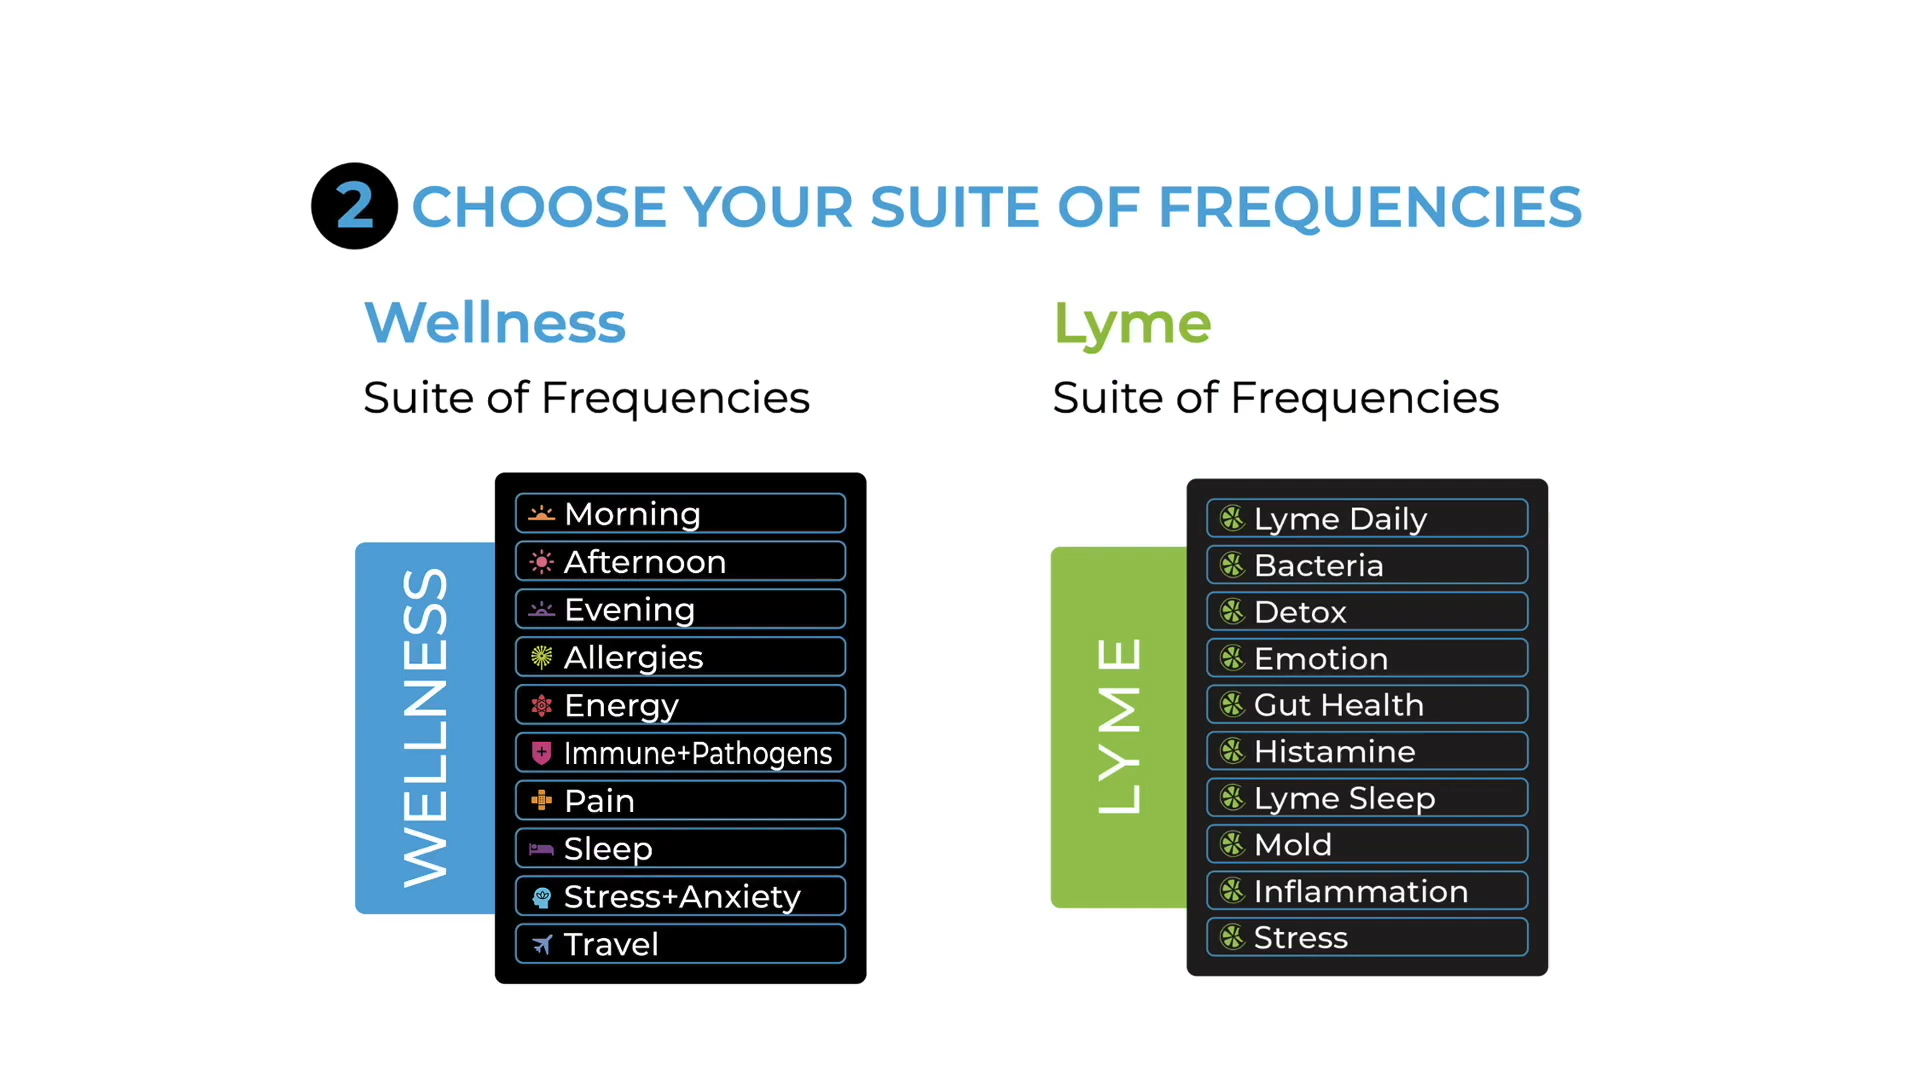 2 CHOOSE YOUR SUITE OF FREQUENCIES
Wellness
Suite of Frequencies
WELLNESS
Morning
Afternoon
Evening
Allergies
Energy
Immune+Pathogens
Pain
Sleep
Stress+Anxiety
Travel
Lyme
Suite of Frequencies
LYME
Lyme Daily
Bacteria
Detox
Emotion
Gut Health
Histamine
Lyme Sleep
Mold
Inflammation
Stress